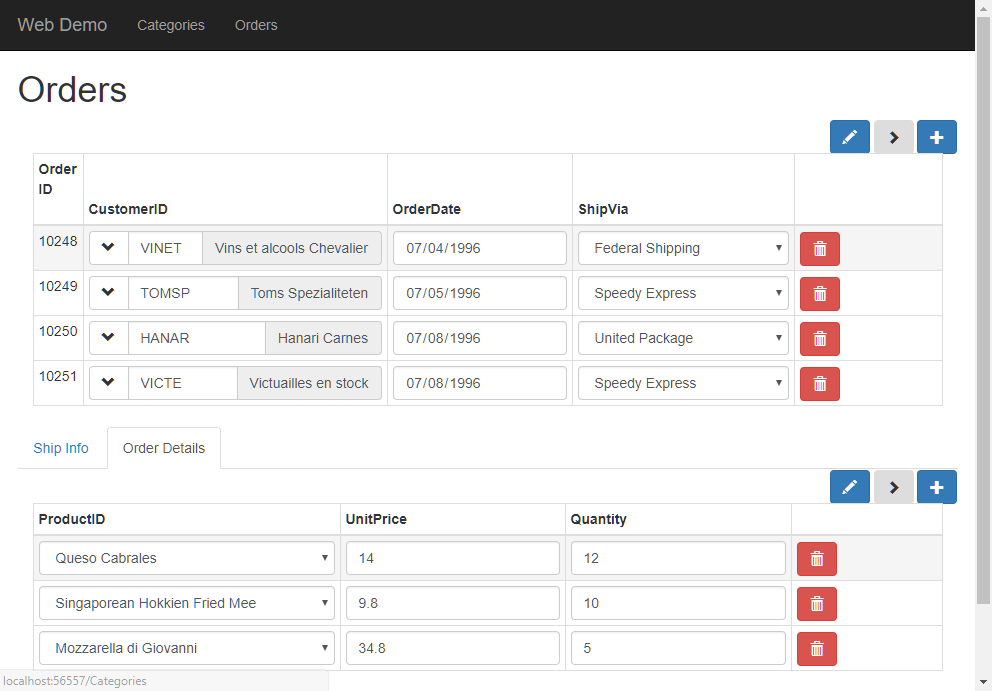 Web Demo Categories Orders
Orders
Order
ID
CustomerID OrderDate ShipVia
10248 VINET Vins et alcools Chevalier 07/04/1996 Federal Shipping
10249 TOMSP Toms Spezialiteten 07/05/1996 Speedy Express
10250 HANAR Hanari Carnes 07/08/1996 United Package
10251 VICTE Victuailles en stock 07/08/1996 Speedy Express
Ship Info Order Details
ProductID UnitPrice Quantity
Queso Cabrales 14 12
Singaporean Hokkien Fried Mee 9.8 10
Mozzarella di Giovanni 34.8 5
localhost:56557/Categories